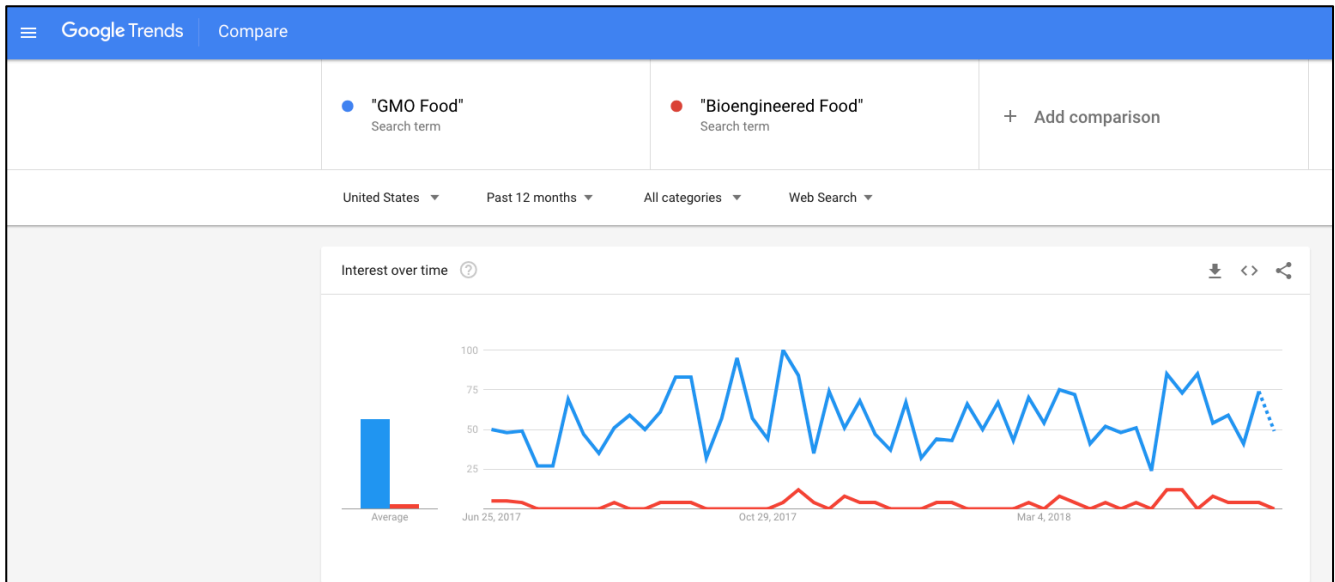 Google Trends Compare
"GMO Food"
Search term
"Bioengineered Food"
Search term
+ Add comparison
United States Past 12 months All categories Web Search
Interest over time ?
100
75
50
25
Average
Jun 25, 2017 Oct 29, 2017 Mar 4, 2018